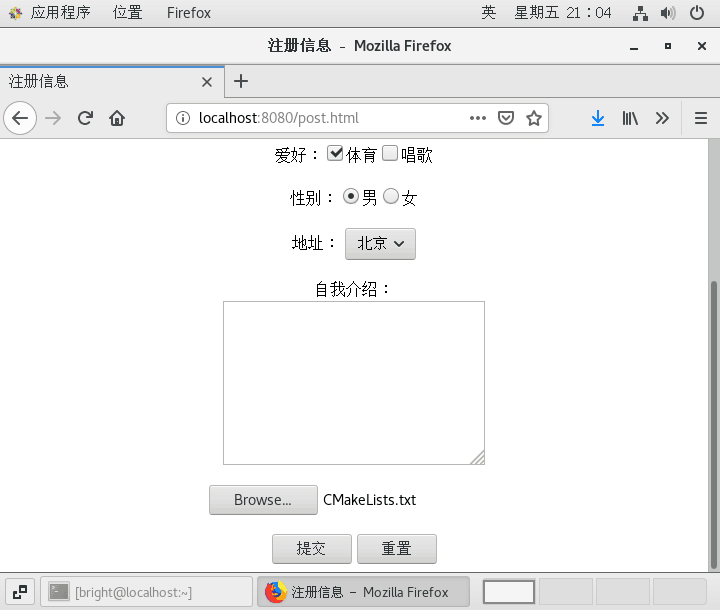 应用程序 位置 Firefox 英 星期五 21：04
注册信息 – Mozilla Firefox
注册信息
localhost:8080/post.html
爱好： 体育 唱歌
性别： 男 女
地址： 北京
自我介绍：
Browse... CMakeLists.txt
提交 重置
[bright@localhost:~] 注册信息 – Mozilla Firefox